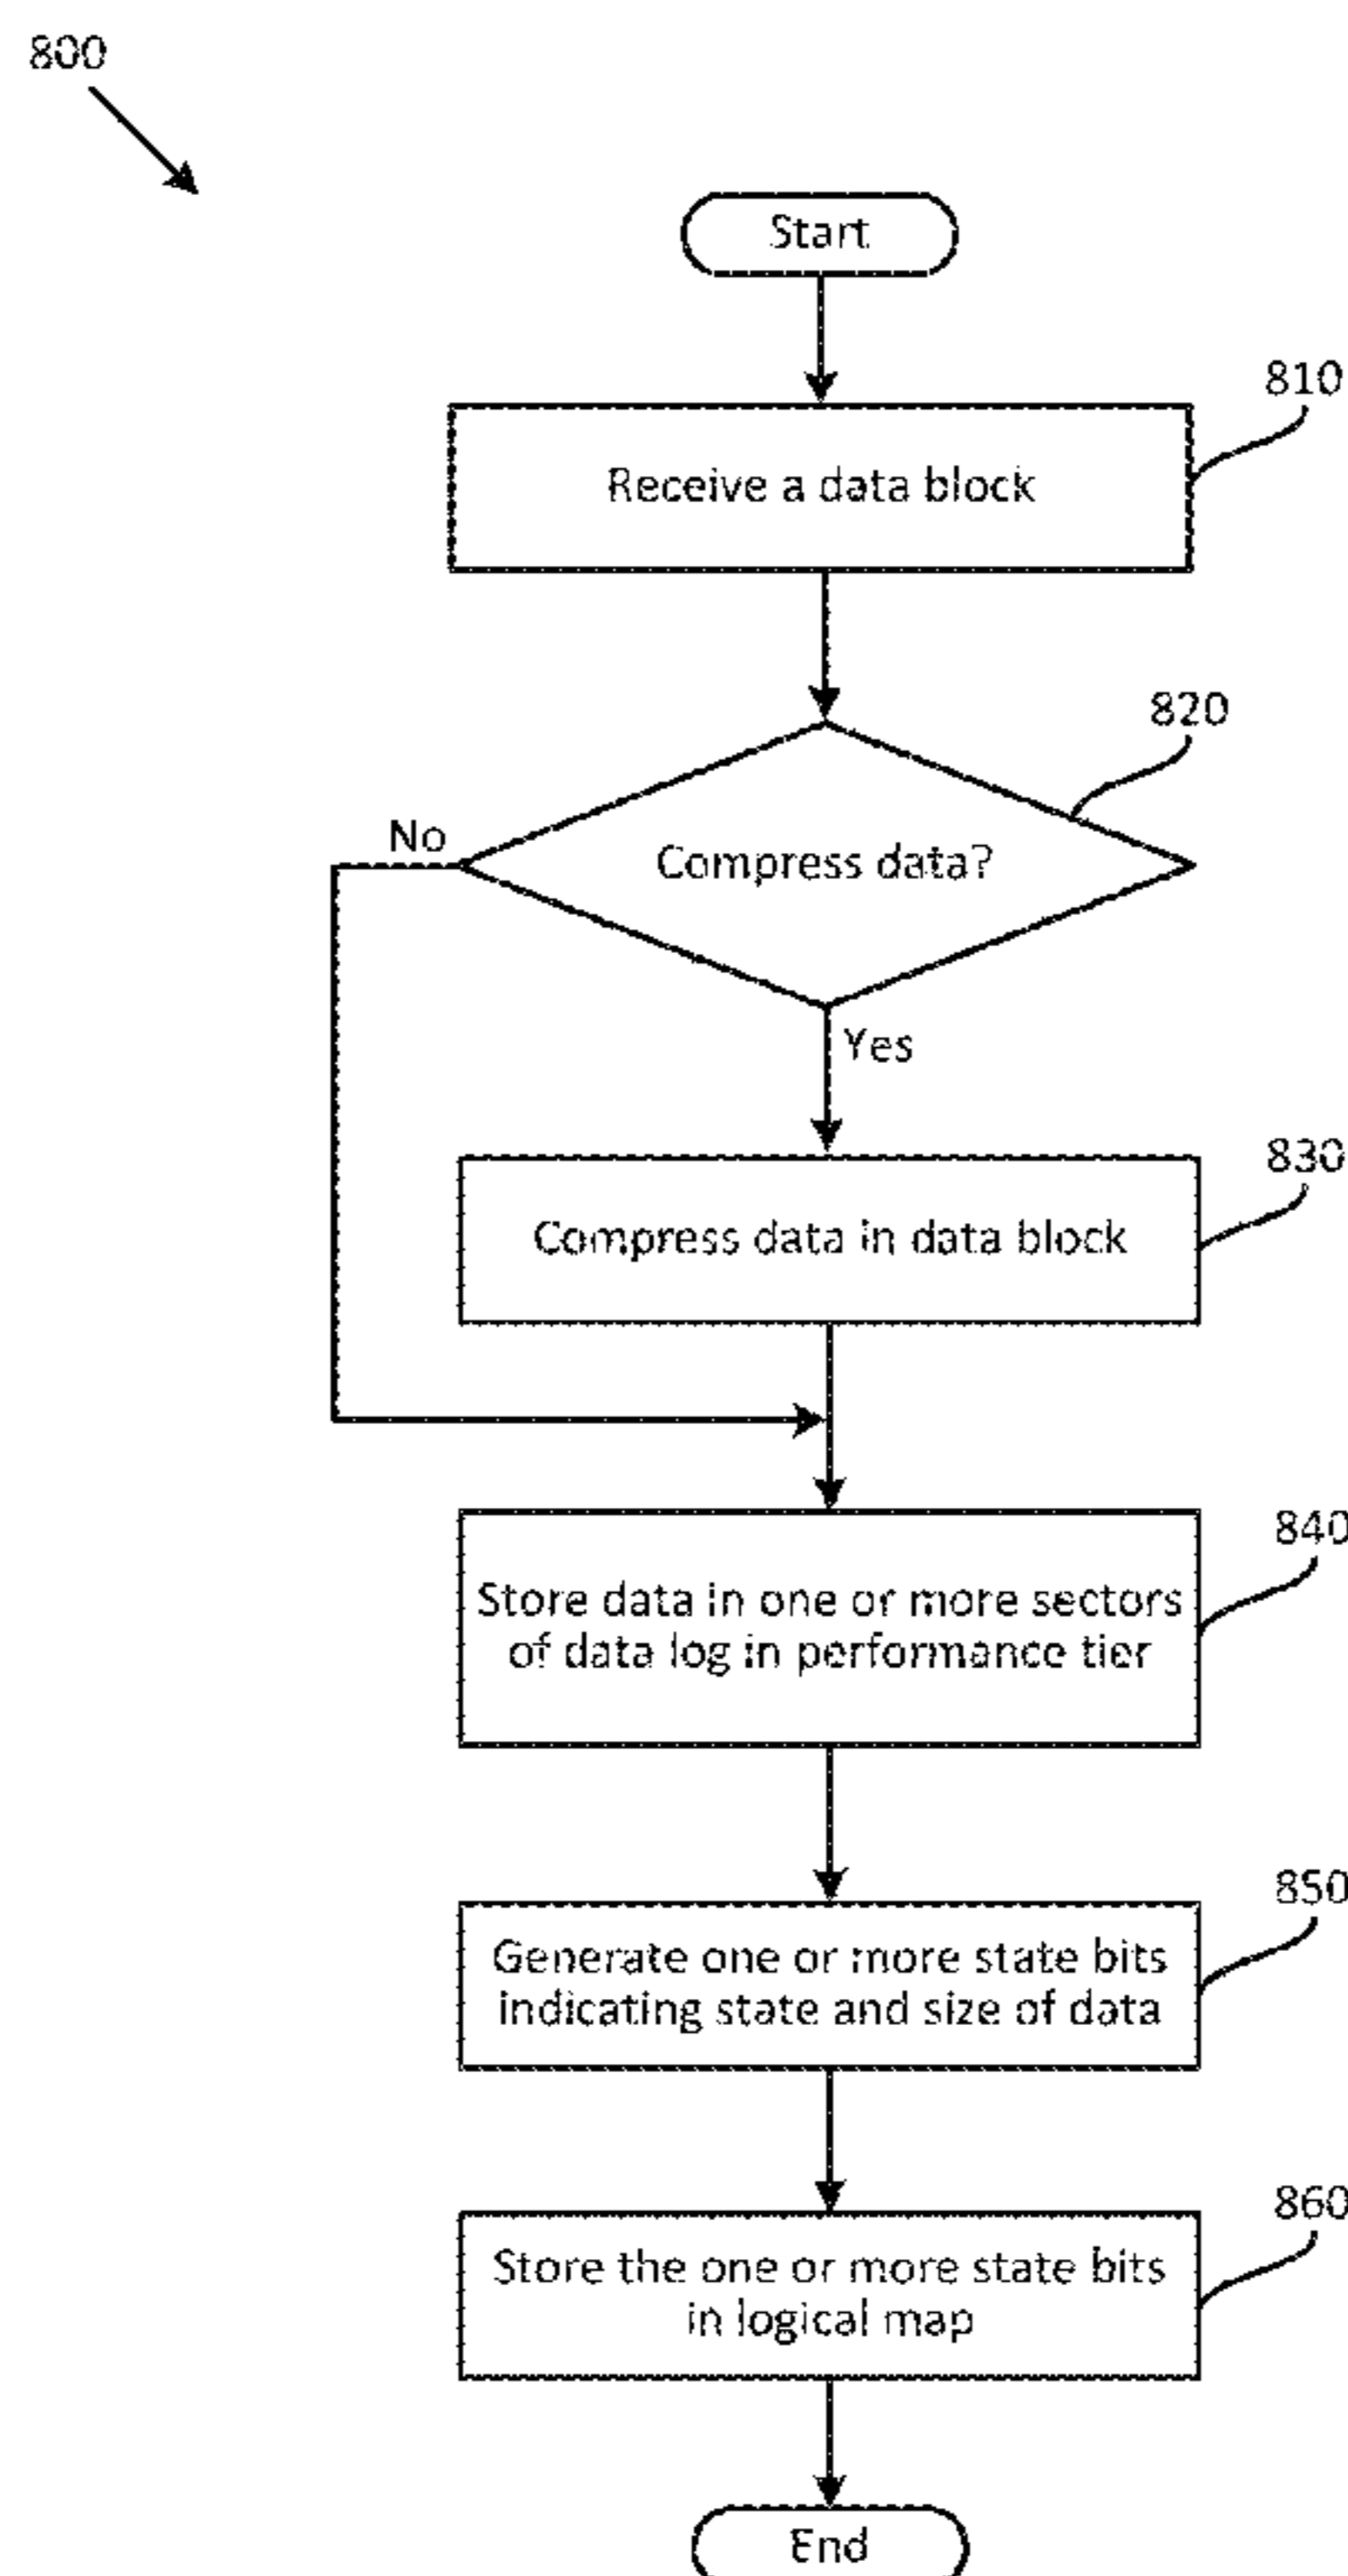 800
Start
810
Receive a data block
820
No
Compress data?
Yes
830
Compress data in data block
840
Store data in one or more sectors
of data log in performance tier
850
Generate one or more state bits
indicating state and size of data
860
Store the one or more state bits
in logical map
End